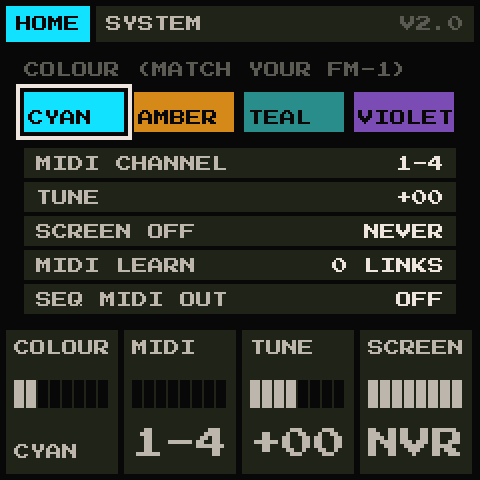 HOME SYSTEM V2.0
COLOUR (MATCH YOUR FM-1)
CYAN AMBER TEAL VIOLET
MIDI CHANNEL 1-4
TUNE +00
SCREEN OFF NEVER
MIDI LEARN 0 LINKS
SEQ MIDI OUT OFF
COLOUR MIDI TUNE SCREEN
CYAN 1-4 +00 NVR